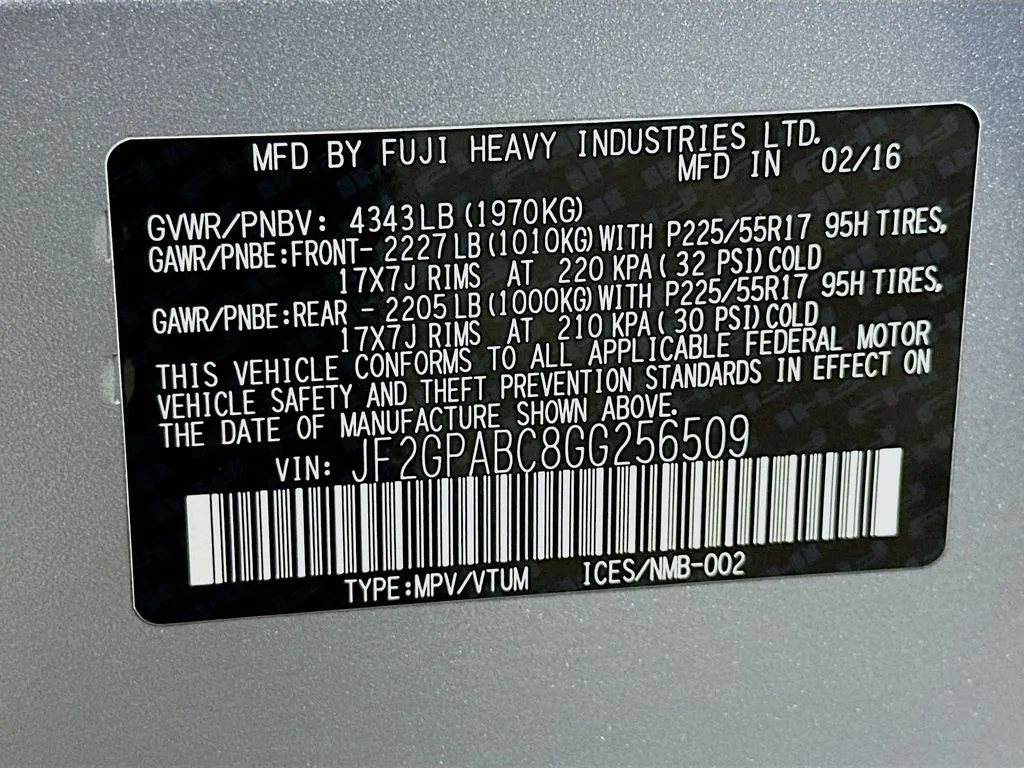 MFD BY FUJI HEAVY INDUSTRIES LTD.
MFD IN 02/16
GVWR/PNBV: 4343LB(1970KG)
GAWR/PNBE:FRONT- 2227LB(1010KG)WITH P225/55R17 95H TIRES,
17X7J RIMS AT 220 KPA( 32 PSI)COLD
GAWR/PNBE:REAR - 2205LB(1000KG)WITH P225/55R17 95H TIRES,
17X7J RIMS AT 210 KPA( 30 PSI)COLD
THIS VEHICLE CONFORMS TO ALL APPLICABLE FEDERAL MOTOR
VEHICLE SAFETY AND THEFT PREVENTION STANDARDS IN EFFECT ON
THE DATE OF MANUFACTURE SHOWN ABOVE.
VIN: JF2GPABC8GG256509
TYPE:MPV/VTUM ICES/NMB-002